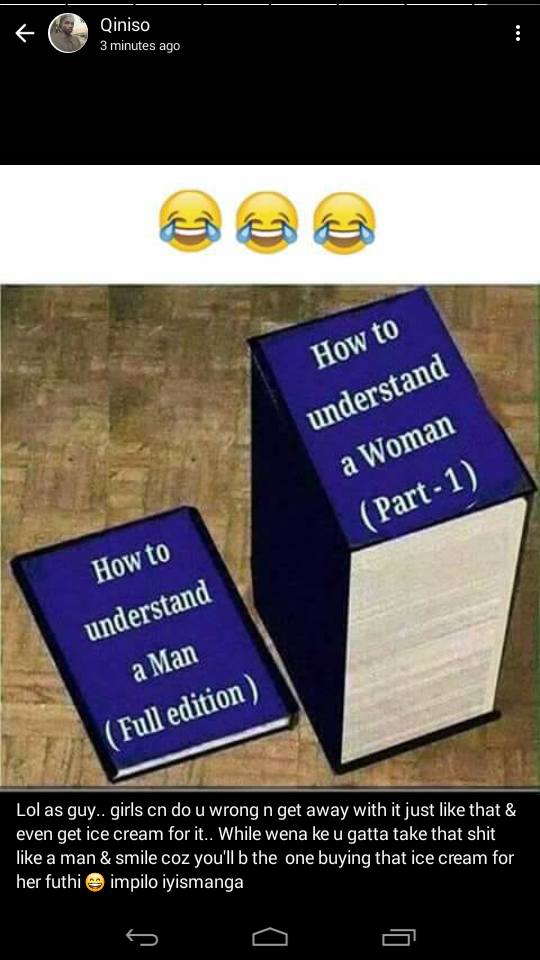 Qiniso
3 minutes ago
😂😂😂
How to
understand
a Woman
(Part-1)
How to
understand
a Man
(Full edition)
Lol as guy.. girls cn do u wrong n get away with it just like that &
even get ice cream for it.. While wena ke u gatta take that shit
like a man & smile coz you'll b the  one buying that ice cream for
her futhi 😄 impilo iyismanga